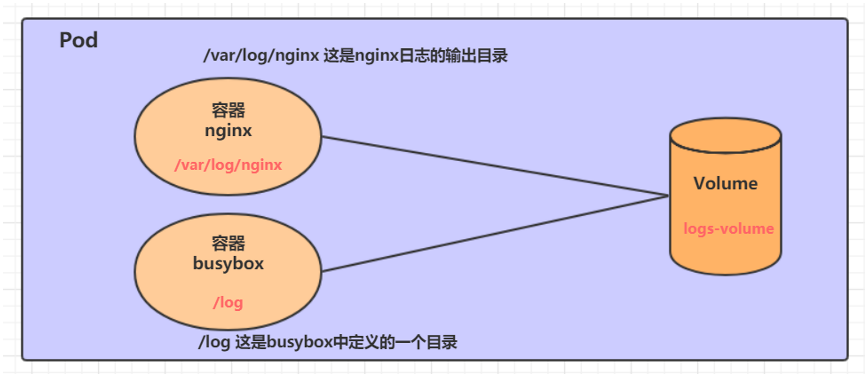 Pod
/var/log/nginx 这是nginx日志的输出目录
容器
nginx
/var/log/nginx
Volume
logs-volume
容器
busybox
/log
/log 这是busybox中定义的一个目录